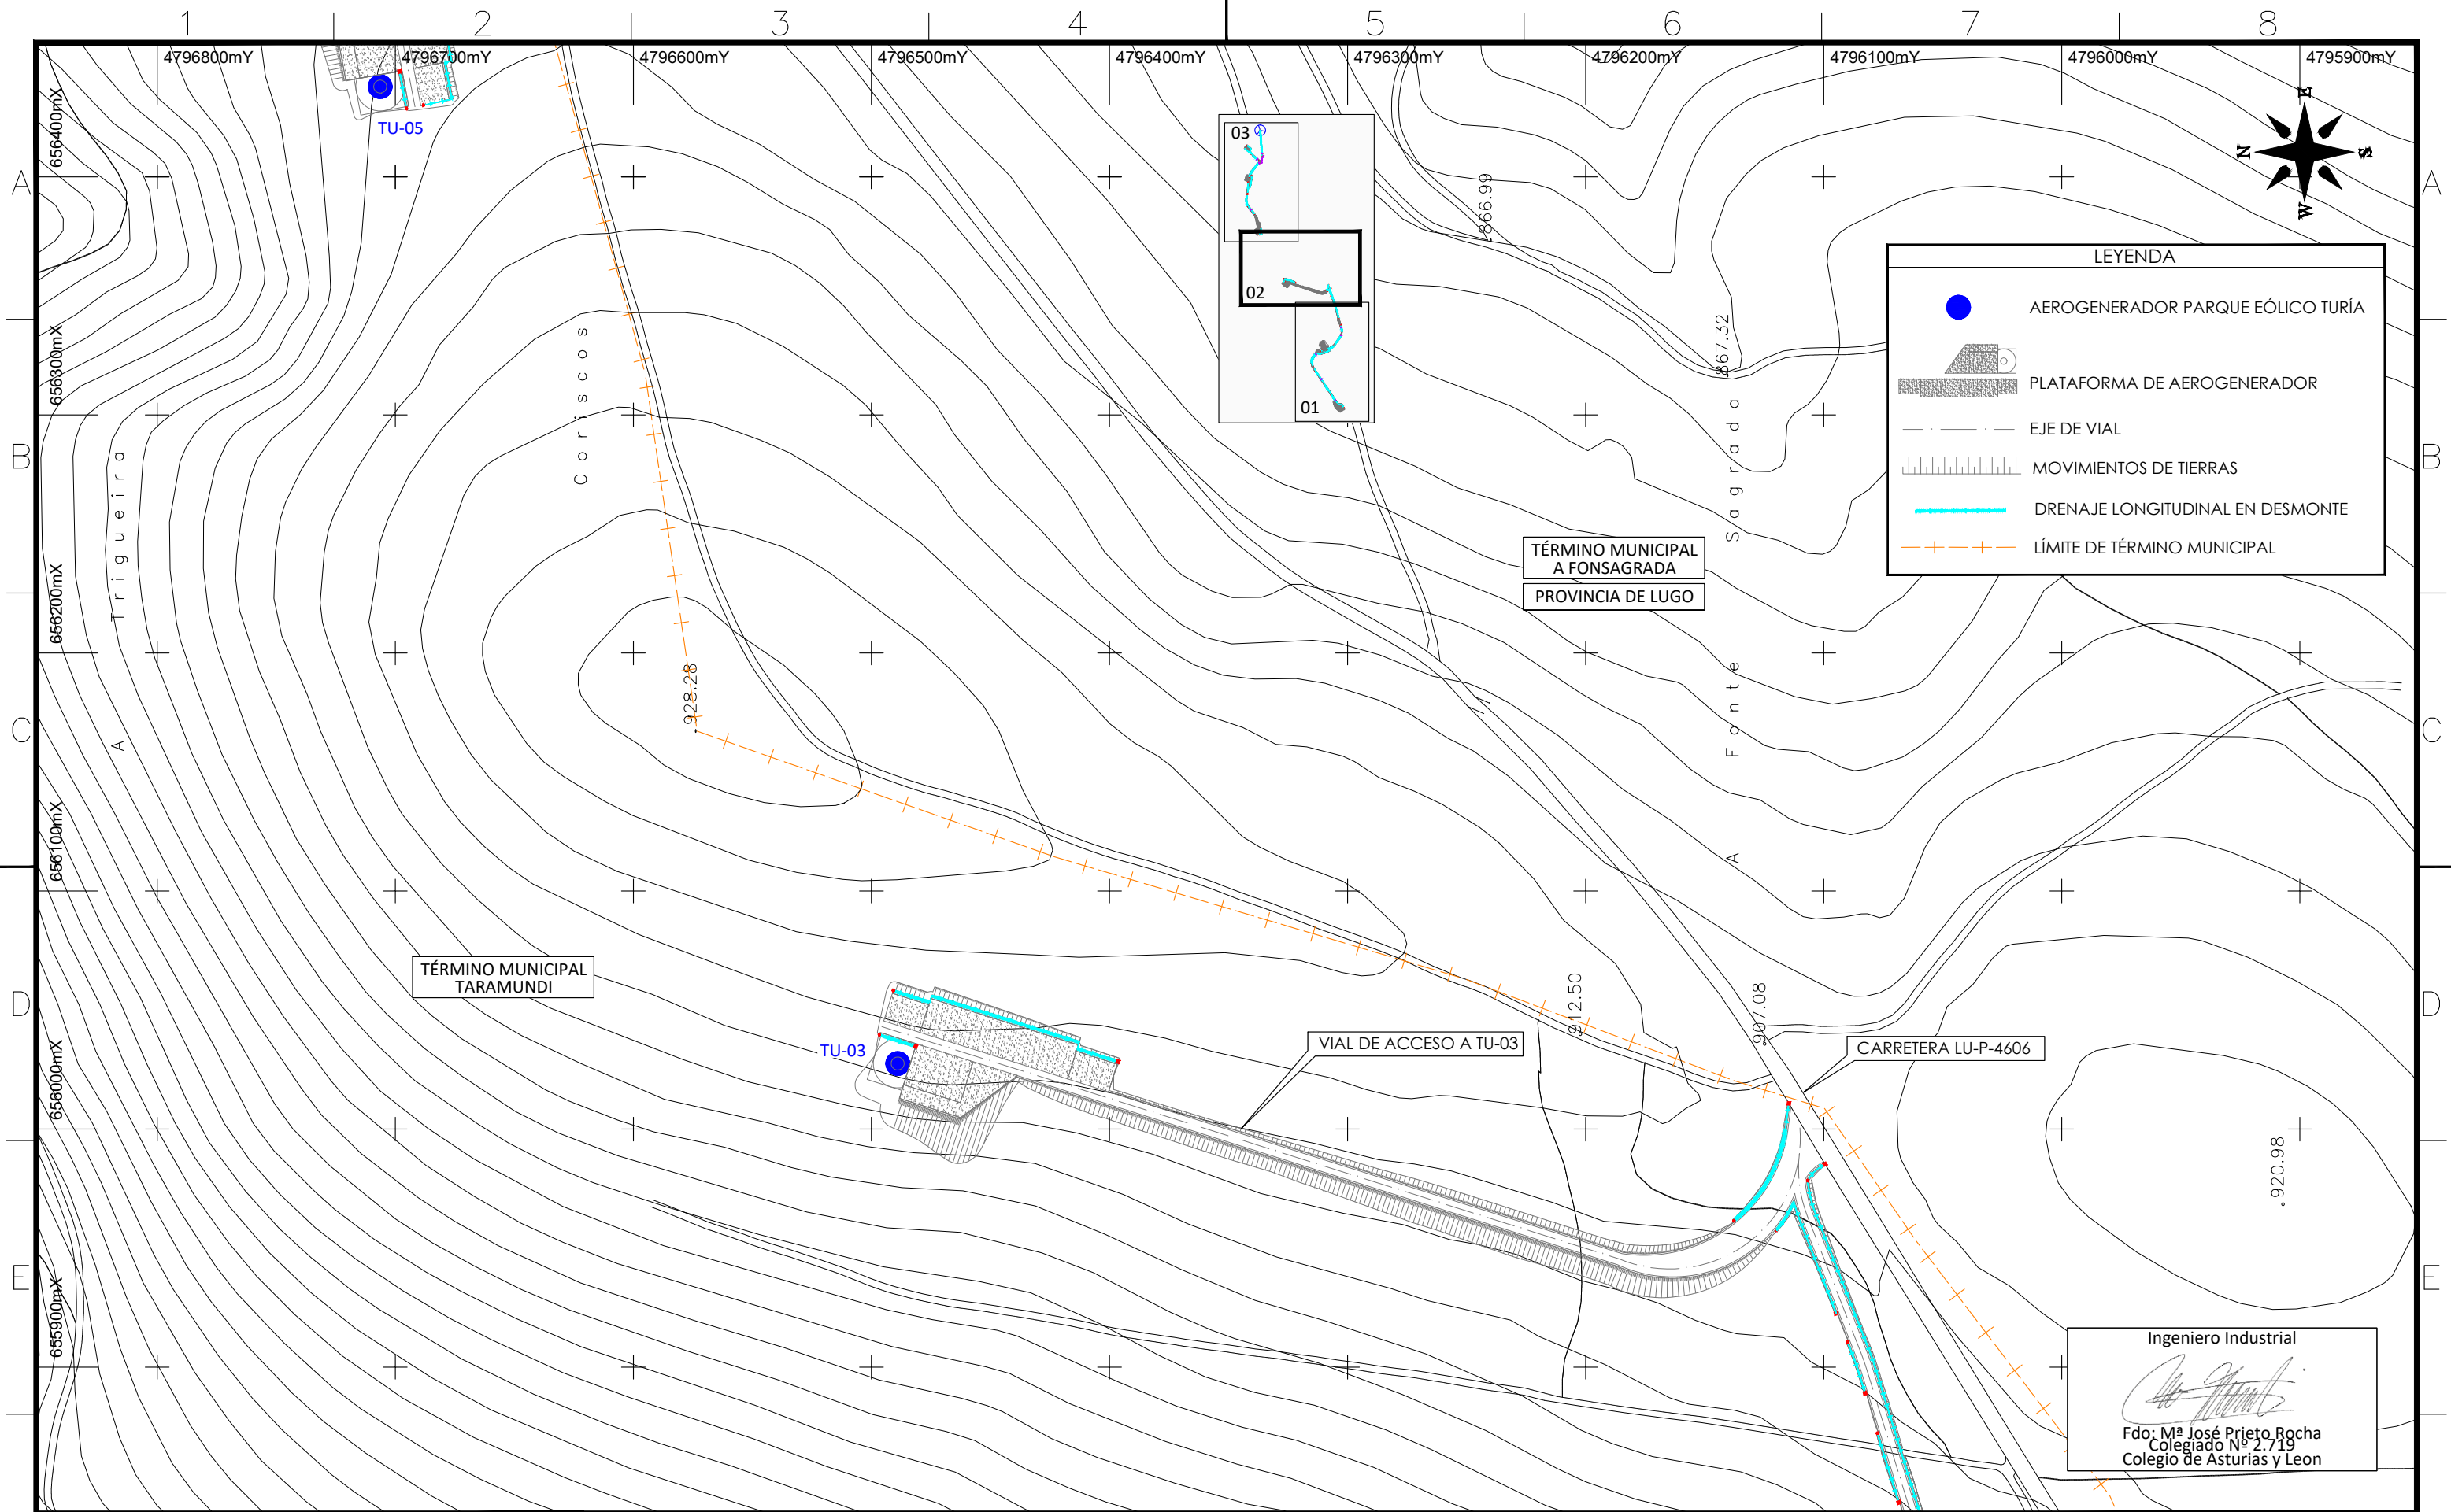 1 2 3 4 5 6 7 8
4796800mY 4796700mY 4796600mY 4796500mY 4796400mY 4796300mY 4796200mY 4796100mY 4796000mY 4795900mY
656400mX
656300mX
656200mX
656100mX
656000mX
655900mX
A
B
C
D
E
A
B
C
D
E
TU-05
03
02
01
E
N
S
W
866.99
867.32
928.28
912.50
907.08
920.98
Coriscos
A Trigueira
A Fonte Sagrada
LEYENDA
AEROGENERADOR PARQUE EÓLICO TURÍA
PLATAFORMA DE AEROGENERADOR
EJE DE VIAL
MOVIMIENTOS DE TIERRAS
DRENAJE LONGITUDINAL EN DESMONTE
LÍMITE DE TÉRMINO MUNICIPAL
TÉRMINO MUNICIPAL
A FONSAGRADA
PROVINCIA DE LUGO
TÉRMINO MUNICIPAL
TARAMUNDI
TU-03
VIAL DE ACCESO A TU-03
CARRETERA LU-P-4606
Ingeniero Industrial
Fdo: Mª José Prieto Rocha
Colegiado Nº 2.719
Colegio de Asturias y Leon